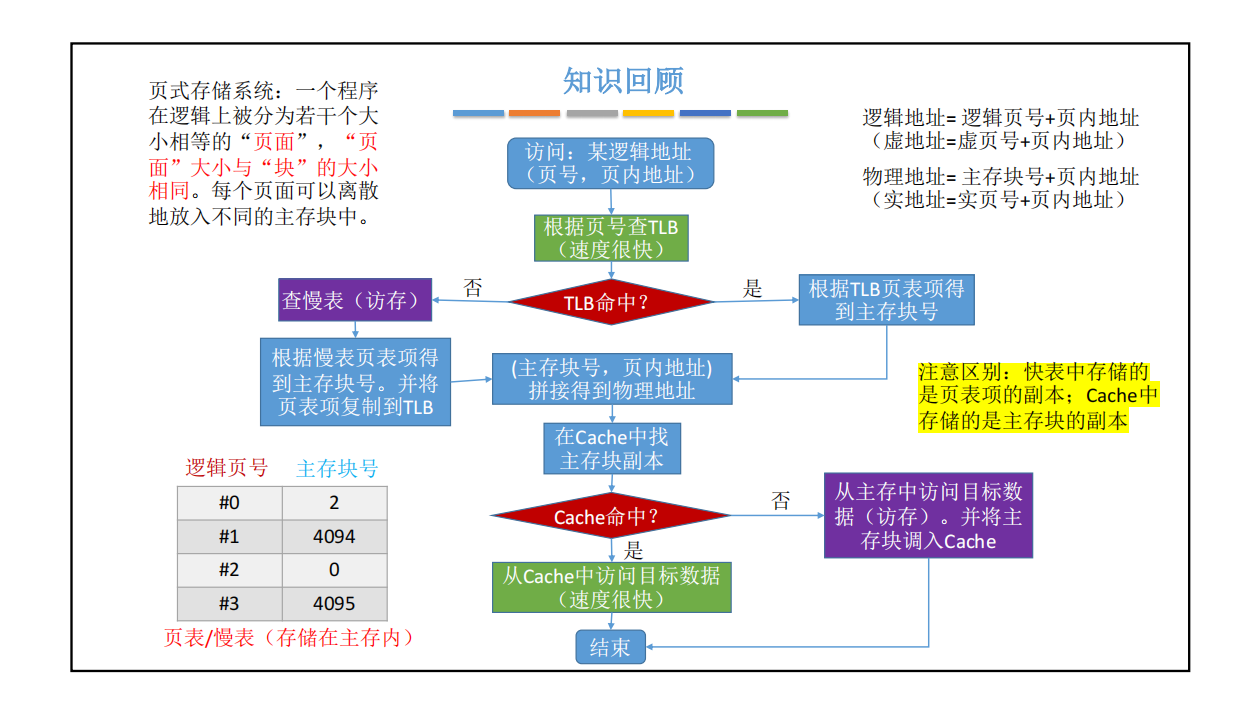 知识回顾
页式存储系统：一个程序
在逻辑上被分为若干个大
小相等的“页面”，“页
面”大小与“块”的大小
相同。每个页面可以离散
地放入不同的主存块中。
逻辑地址= 逻辑页号+页内地址
（虚地址=虚页号+页内地址）
物理地址= 主存块号+页内地址
（实地址=实页号+页内地址）
访问：某逻辑地址
（页号，页内地址）
根据页号查TLB
（速度很快）
TLB命中？
否
是
查慢表（访存）
根据TLB页表项得
到主存块号
根据慢表页表项得
到主存块号。并将
页表项复制到TLB
(主存块号，页内地址)
拼接得到物理地址
注意区别：快表中存储的
是页表项的副本；Cache中
存储的是主存块的副本
在Cache中找
主存块副本
Cache命中？
否
是
从主存中访问目标数
据（访存）。并将主
存块调入Cache
从Cache中访问目标数据
（速度很快）
结束
逻辑页号 主存块号
#0 2
#1 4094
#2 0
#3 4095
页表/慢表（存储在主存内）